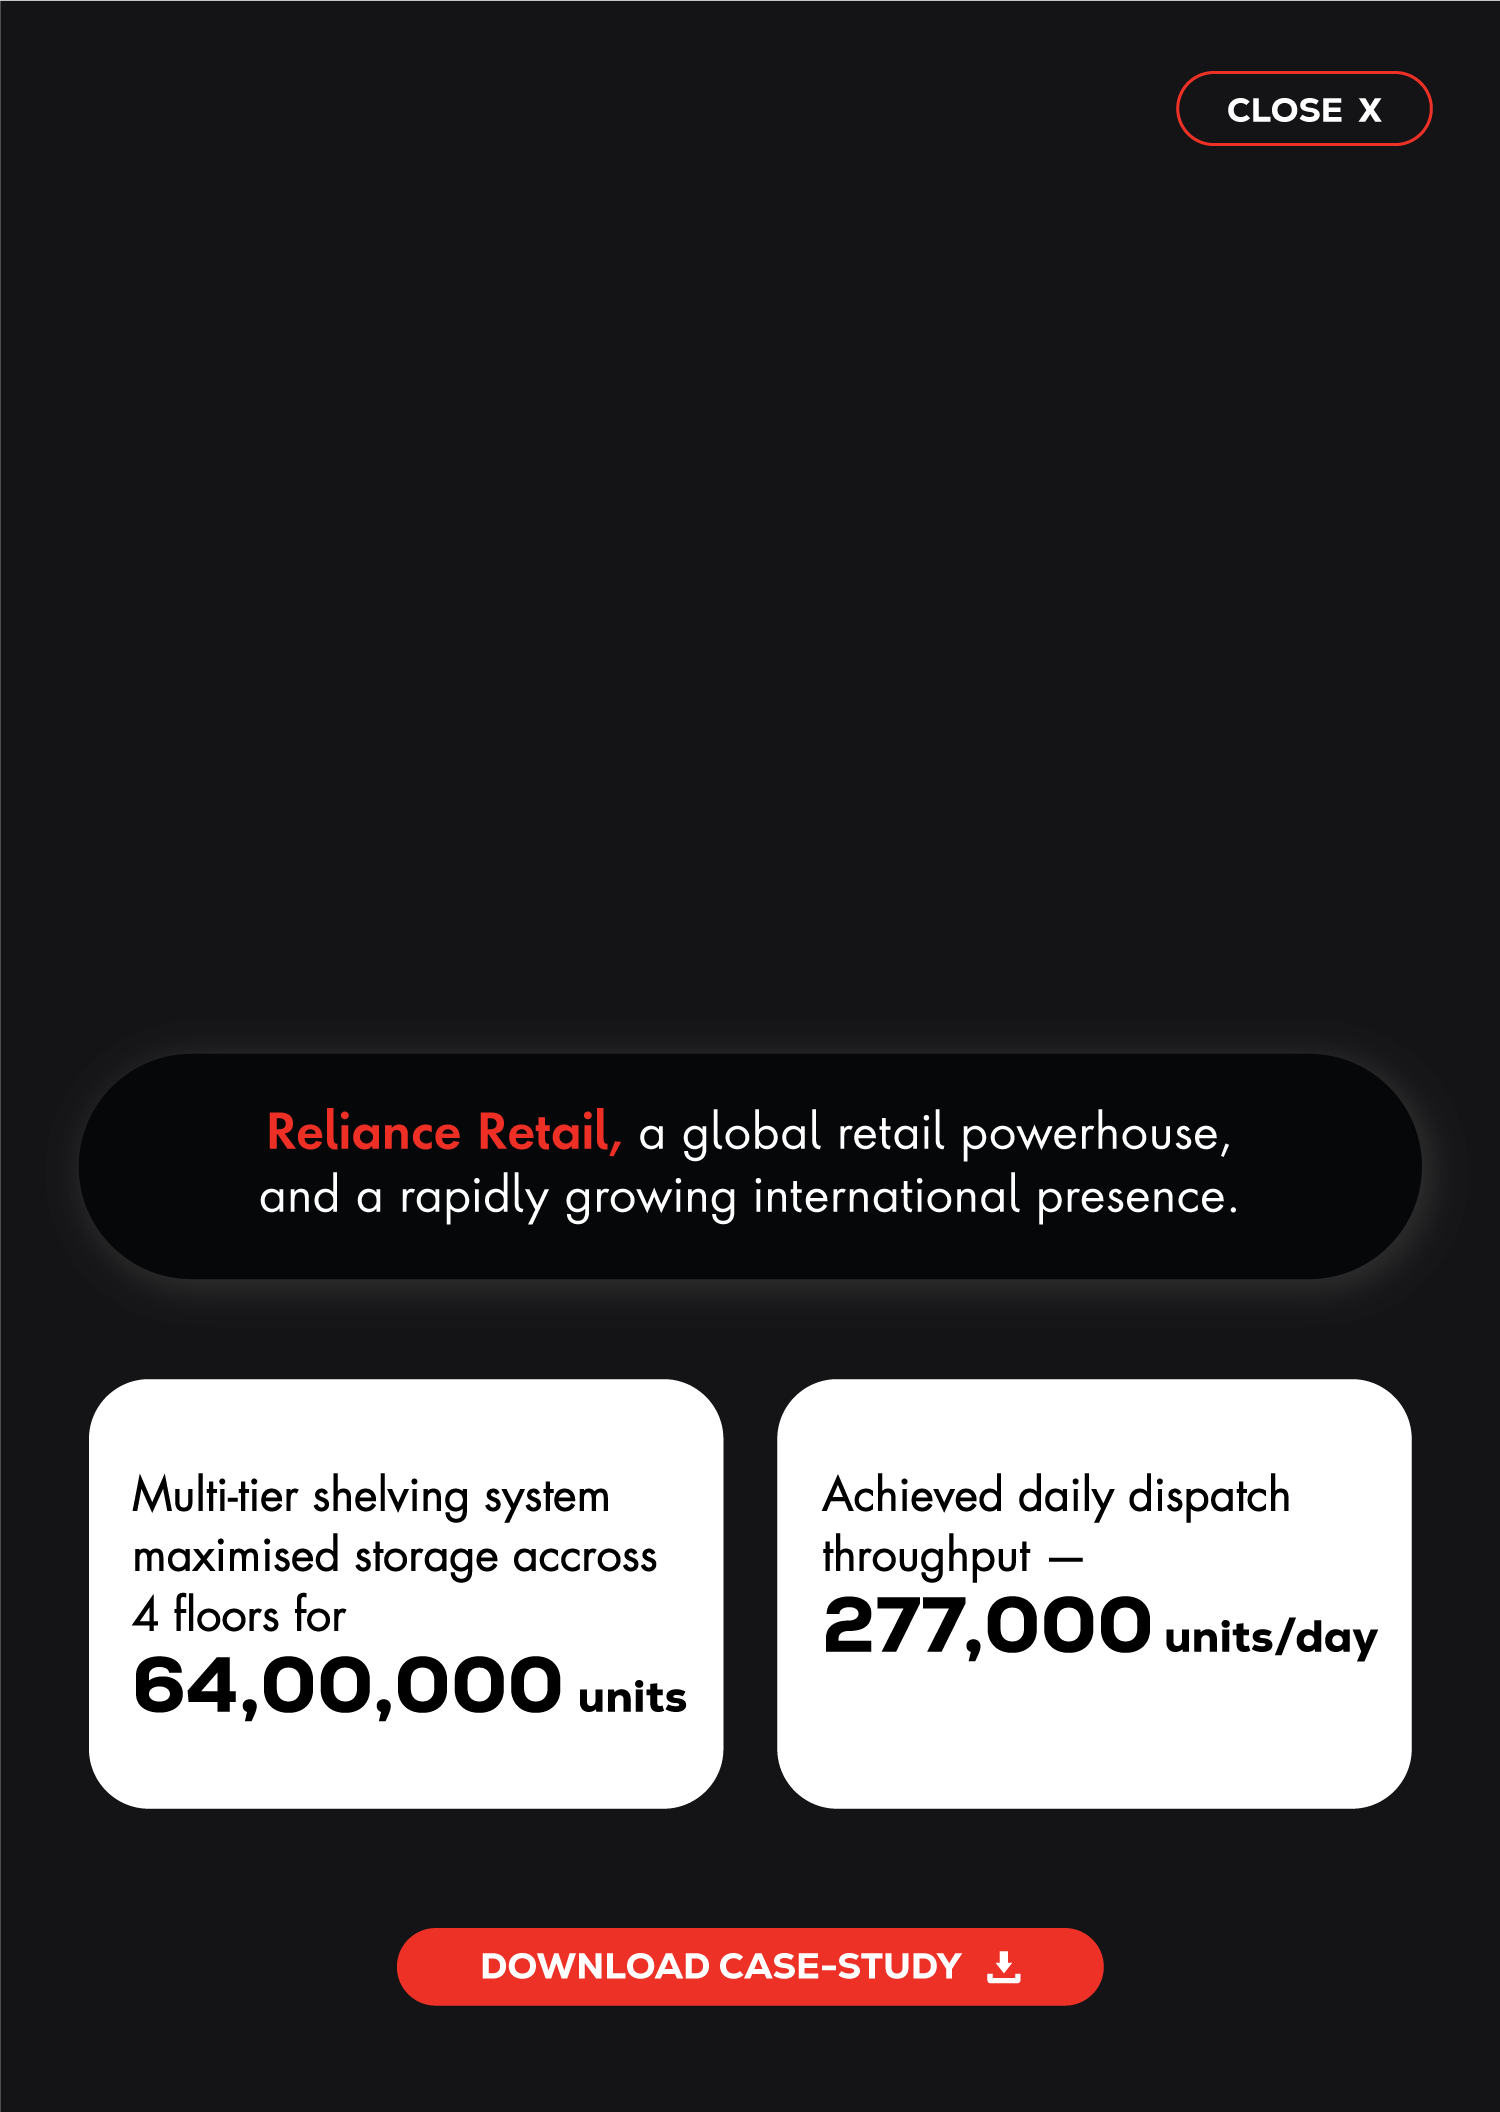 CLOSE X
Reliance Retail, a global retail powerhouse,
and a rapidly growing international presence.
Multi-tier shelving system
maximised storage accross
4 floors for
64,00,000 units
Achieved daily dispatch
throughput —
277,000 units/day
DOWNLOAD CASE-STUDY